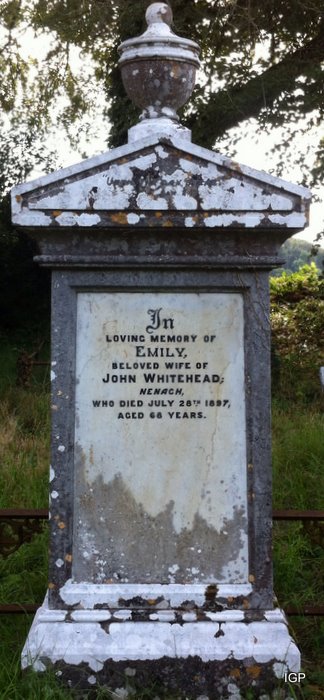 In
LOVING MEMORY OF
EMILY,
BELOVED WIFE OF
JOHN WHITEHEAD;
NENAGH,
WHO DIED JULY 28TH 1897,
AGED 68 YEARS.
IGP